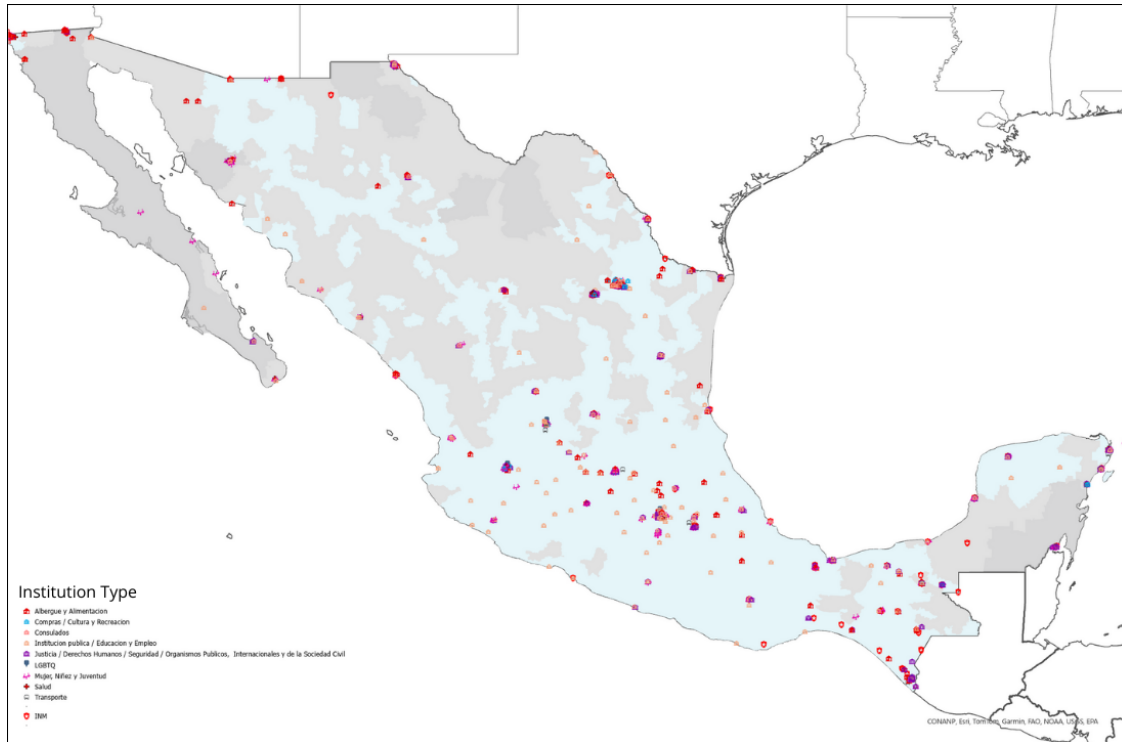 Institution Type
Albergue y Alimentacion
Compras / Cultura y Recreacion
Consulados
Institucion publica / Educacion y Empleo
Justicia / Derechos Humanos / Seguridad / Organismos Publicos, Internacionales y de la Sociedad Civil
LGBTQ
Mujer, Niñez y Juventud
Salud
Transporte
INM
CONANP, Esri, TomTom, Garmin, FAO, NOAA, USGS, EPA